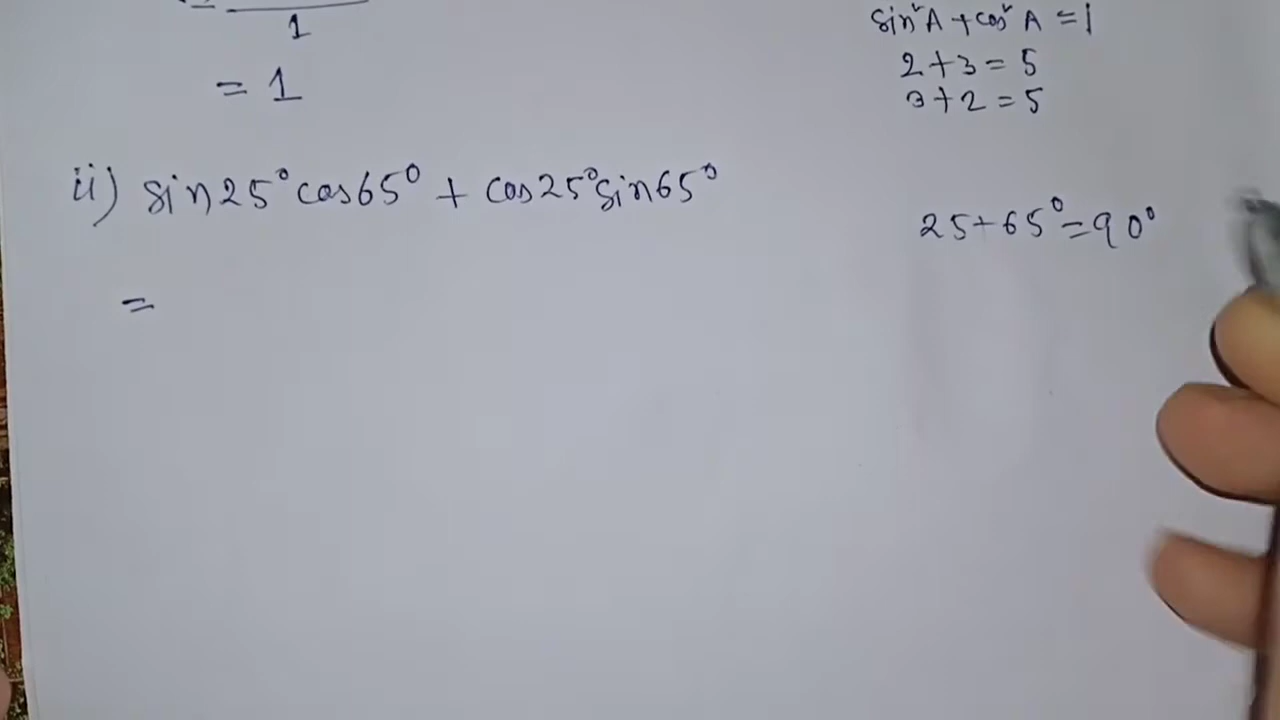 1
= 1
sin²A + cos²A = 1
2+3 = 5
3+2 = 5
ii) sin25°cos65° + cos25°sin65°
25+65°=90°
=